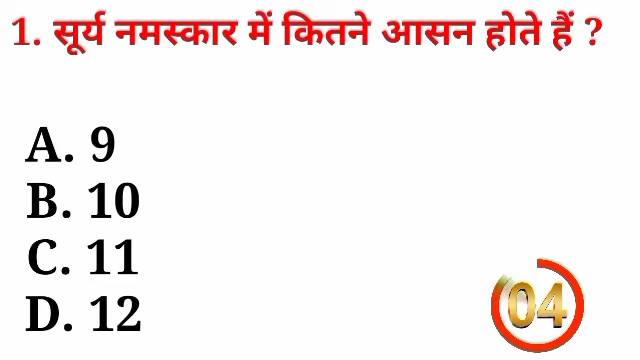 1. सूर्य नमस्कार में कितने आसन होते हैं ?
A. 9
B. 10
C. 11
D. 12
04